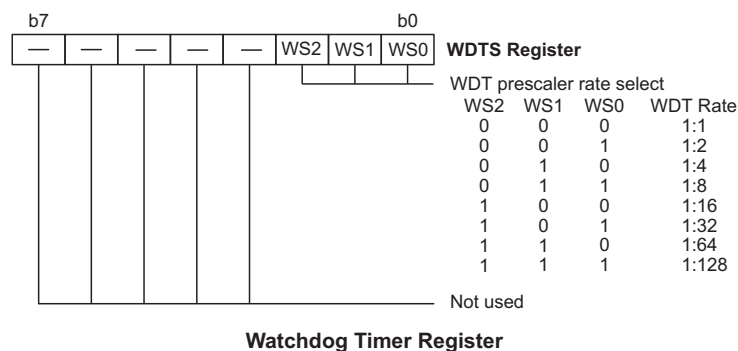 b7 b0
— — — — — WS2 WS1 WS0 WDTS Register
WDT prescaler rate select
WS2 WS1 WS0 WDT Rate
0 0 0 1:1
0 0 1 1:2
0 1 0 1:4
0 1 1 1:8
1 0 0 1:16
1 0 1 1:32
1 1 0 1:64
1 1 1 1:128
Not used
Watchdog Timer Register